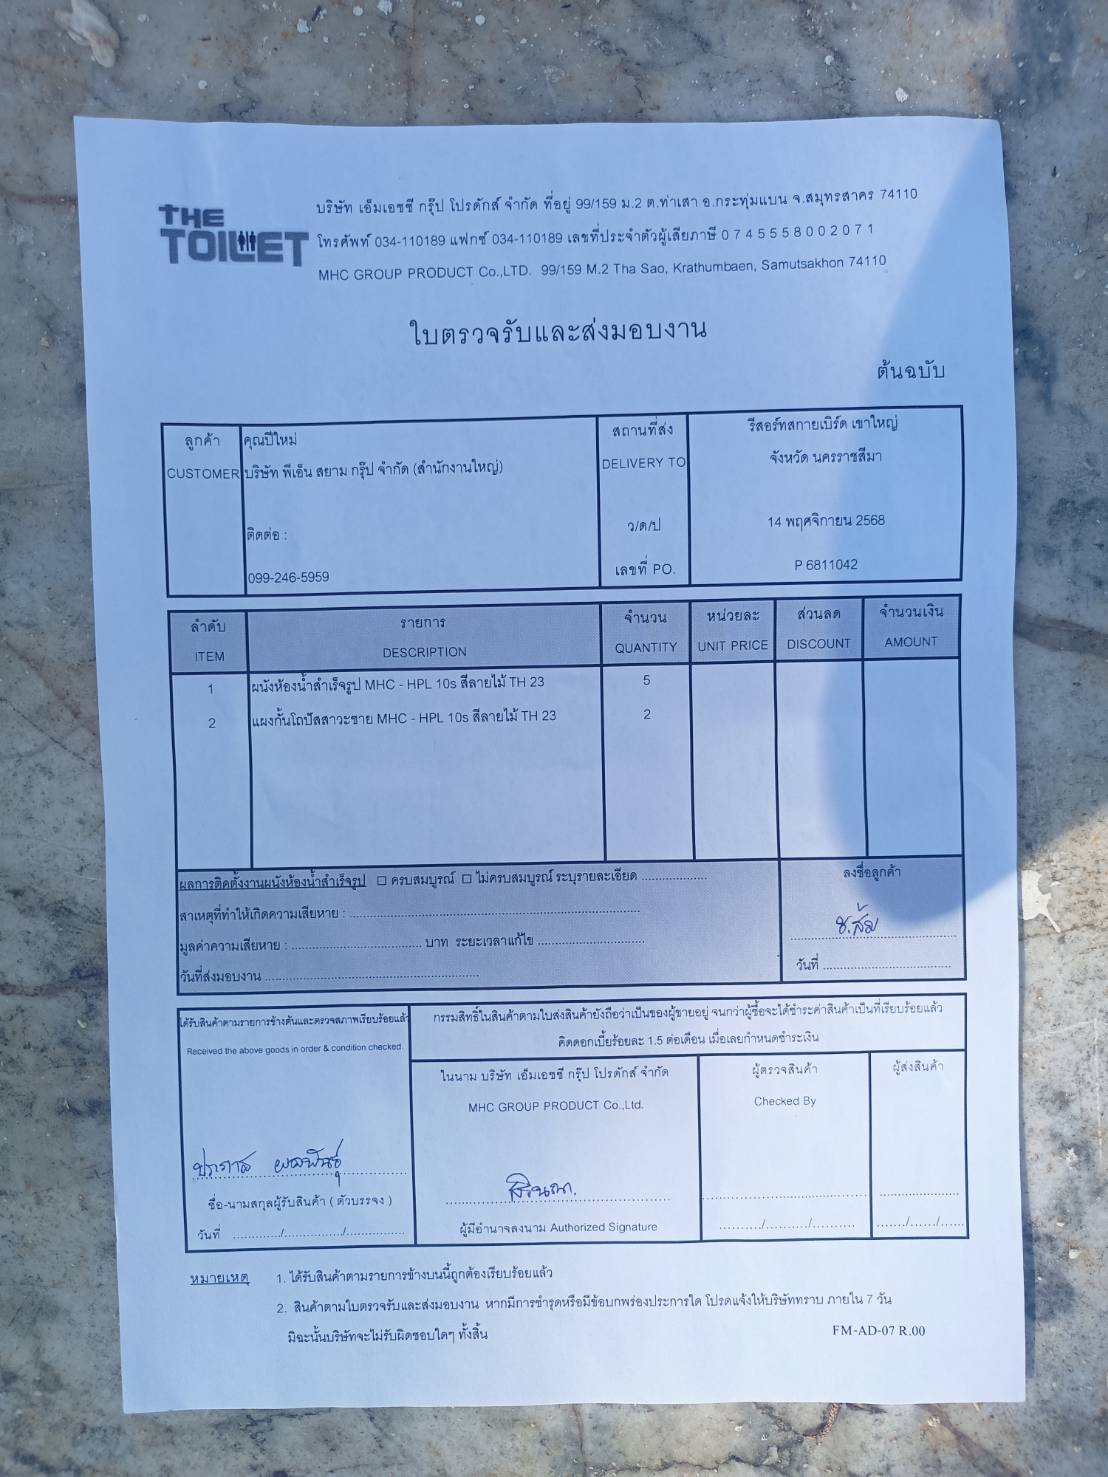 THE
TOILET
บริษัท เอ็มเอชซี กรุ๊ป โปรดักส์ จำกัด ที่อยู่ 99/159 ม.2 ต.ท่าเสา อ.กระทุ่มแบน จ.สมุทรสาคร 74110
โทรศัพท์ 034-110189 แฟกซ์ 034-110189 เลขที่ประจำตัวผู้เสียภาษี 0 7 4 5 5 5 8 0 0 2 0 7 1
MHC GROUP PRODUCT Co.,LTD. 99/159 M.2 Tha Sao, Krathumbaen, Samutsakhon 74110
ใบตรวจรับและส่งมอบงาน
ต้นฉบับ
ลูกค้า คุณปีใหม่ สถานที่ส่ง รีสอร์ทสกายเบิร์ด เขาใหญ่
CUSTOMER บริษัท พีเอ็น สยาม กรุ๊ป จำกัด (สำนักงานใหญ่) DELIVERY TO จังหวัด นครราชสีมา
ติดต่อ : ว/ด/ป 14 พฤศจิกายน 2568
099-246-5959 เลขที่ PO. P 6811042
ลำดับ รายการ จำนวน หน่วยละ ส่วนลด จำนวนเงิน
ITEM DESCRIPTION QUANTITY UNIT PRICE DISCOUNT AMOUNT
1 ผนังห้องน้ำสำเร็จรูป MHC - HPL 10s สีลายไม้ TH 23 5
2 แผงกั้นโถปัสสาวะชาย MHC - HPL 10s สีลายไม้ TH 23 2
ผลการติดตั้งงานผนังห้องน้ำสำเร็จรูป ☐ ครบสมบูรณ์ ☐ ไม่ครบสมบูรณ์ ระบุรายละเอียด ................... ลงชื่อลูกค้า
สาเหตุที่ทำให้เกิดความเสียหาย : ................................................................................
ช.ส้ม
มูลค่าความเสียหาย : .................................... บาท ระยะเวลาแก้ไข ..............................
วันที่ส่งมอบงาน ............................................................ วันที่ ....................................
ได้รับสินค้าตามรายการข้างต้นและตรวจสภาพเรียบร้อยแล้ว
Received the above goods in order & condition checked.
กรรมสิทธิ์ในสินค้าตามใบส่งสินค้ายังถือว่าเป็นของผู้ขายอยู่ จนกว่าผู้ซื้อจะได้ชำระค่าสินค้าเป็นที่เรียบร้อยแล้ว
คิดดอกเบี้ยร้อยละ 1.5 ต่อเดือน เมื่อเลยกำหนดชำระเงิน
ในนาม บริษัท เอ็มเอชซี กรุ๊ป โปรดักส์ จำกัด ผู้ตรวจสินค้า ผู้ส่งสินค้า
MHC GROUP PRODUCT Co.,Ltd. Checked By
ชื่อ-นามสกุลผู้รับสินค้า ( ตัวบรรจง ) ผู้มีอำนาจลงนาม Authorized Signature
วันที่ ............./................/................ .........../.........../........... ......./....../......
หมายเหตุ 1. ได้รับสินค้าตามรายการข้างบนนี้ถูกต้องเรียบร้อยแล้ว
2. สินค้าตามใบตรวจรับและส่งมอบงาน หากมีการชำรุดหรือมีข้อบกพร่องประการใด โปรดแจ้งให้บริษัททราบ ภายใน 7 วัน
มิฉะนั้นบริษัทจะไม่รับผิดชอบใดๆ ทั้งสิ้น
FM-AD-07 R.00